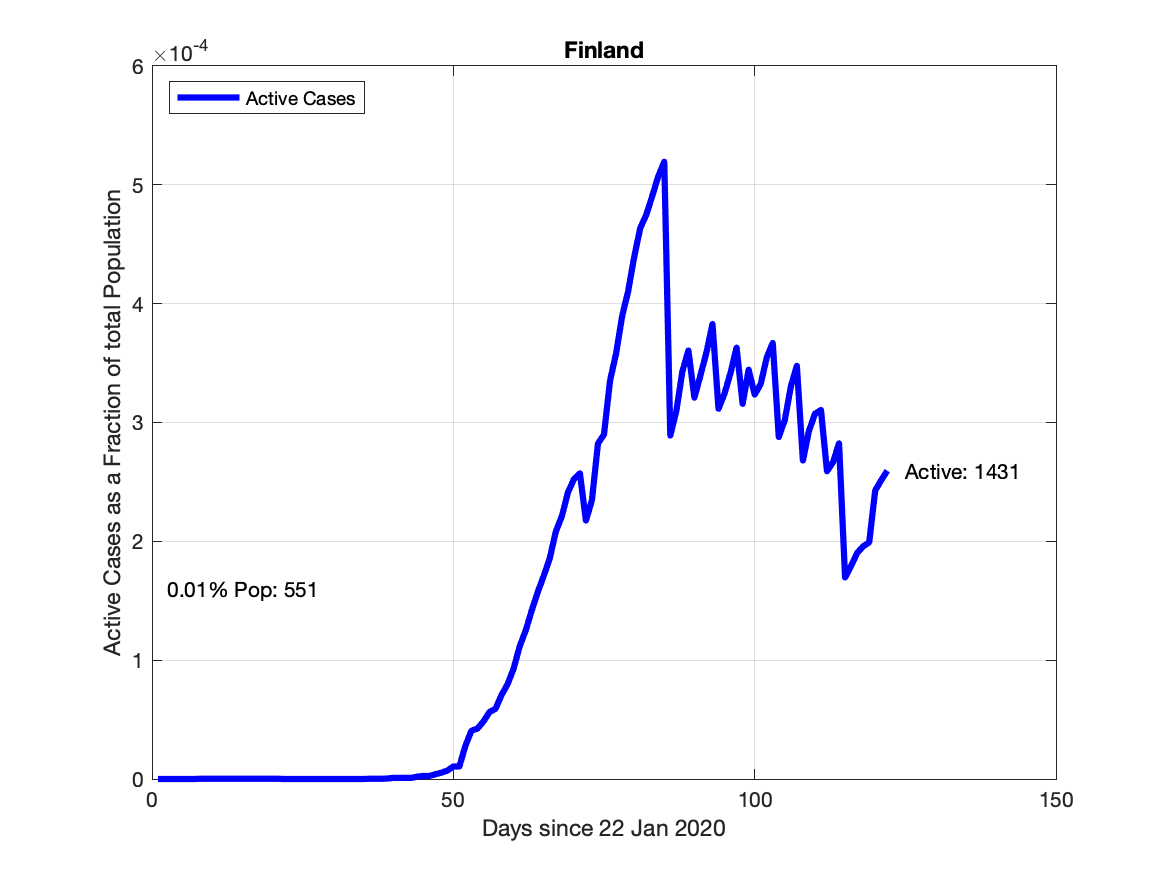 Finland
×10^-4
6
5
4
3
2
1
0
Active Cases
Active Cases as a Fraction of total Population
Active: 1431
0.01% Pop: 551
0 50 100 150
Days since 22 Jan 2020